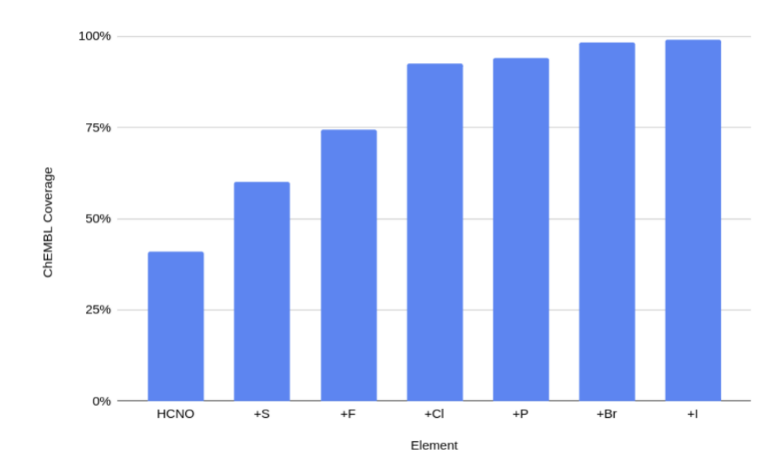 100%
75%
50%
25%
0%
ChEMBL Coverage
HCNO +S +F +Cl +P +Br +I
Element